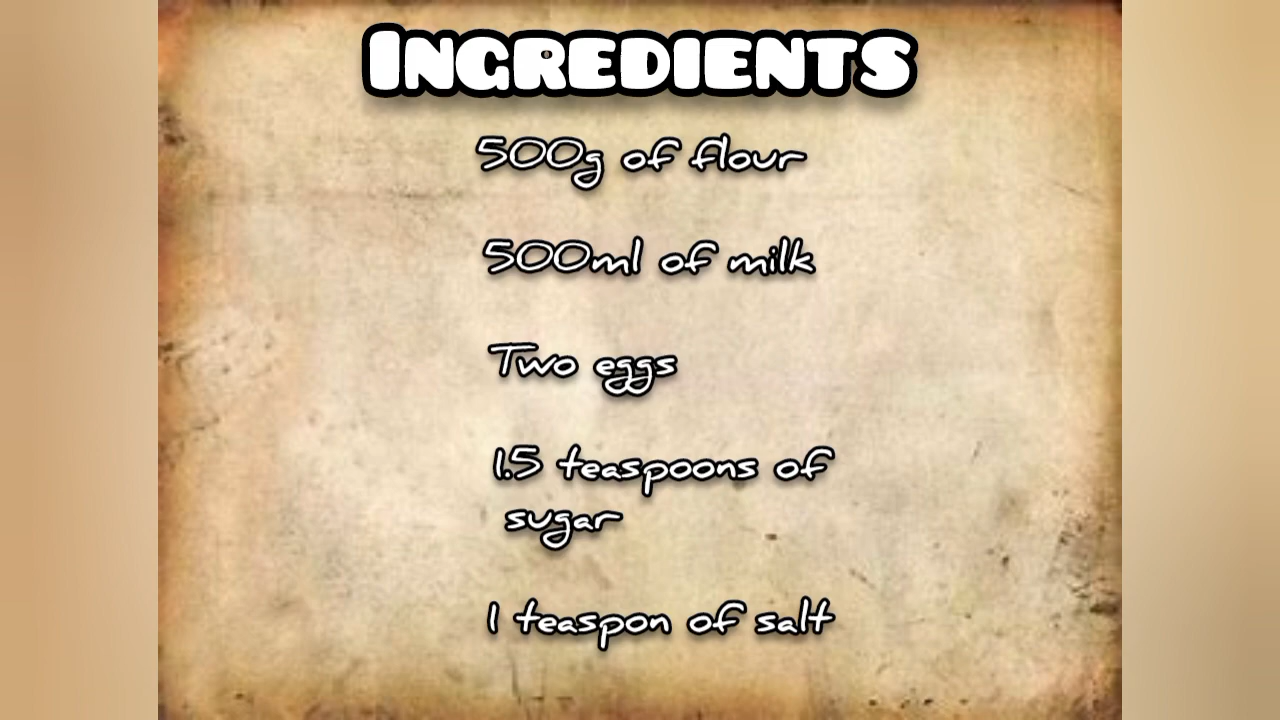 INGREDIENTS
500g of flour
500ml of milk
Two eggs
1.5 teaspoons of
sugar
1 teaspon of salt